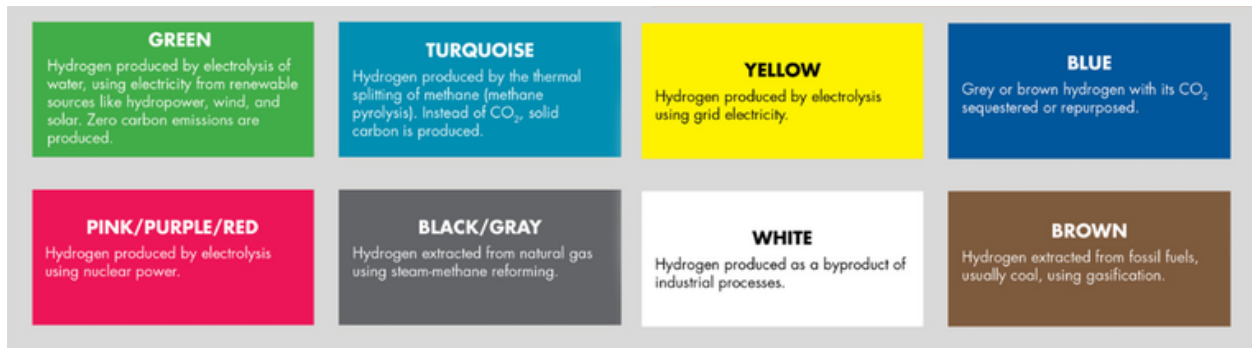 GREEN
Hydrogen produced by electrolysis of
water, using electricity from renewable
sources like hydropower, wind, and
solar. Zero carbon emissions are
produced.
TURQUOISE
Hydrogen produced by the thermal
splitting of methane (methane
pyrolysis). Instead of CO₂, solid
carbon is produced.
YELLOW
Hydrogen produced by electrolysis
using grid electricity.
BLUE
Grey or brown hydrogen with its CO₂
sequestered or repurposed.
PINK/PURPLE/RED
Hydrogen produced by electrolysis
using nuclear power.
BLACK/GRAY
Hydrogen extracted from natural gas
using steam-methane reforming.
WHITE
Hydrogen produced as a byproduct of
industrial processes.
BROWN
Hydrogen extracted from fossil fuels,
usually coal, using gasification.